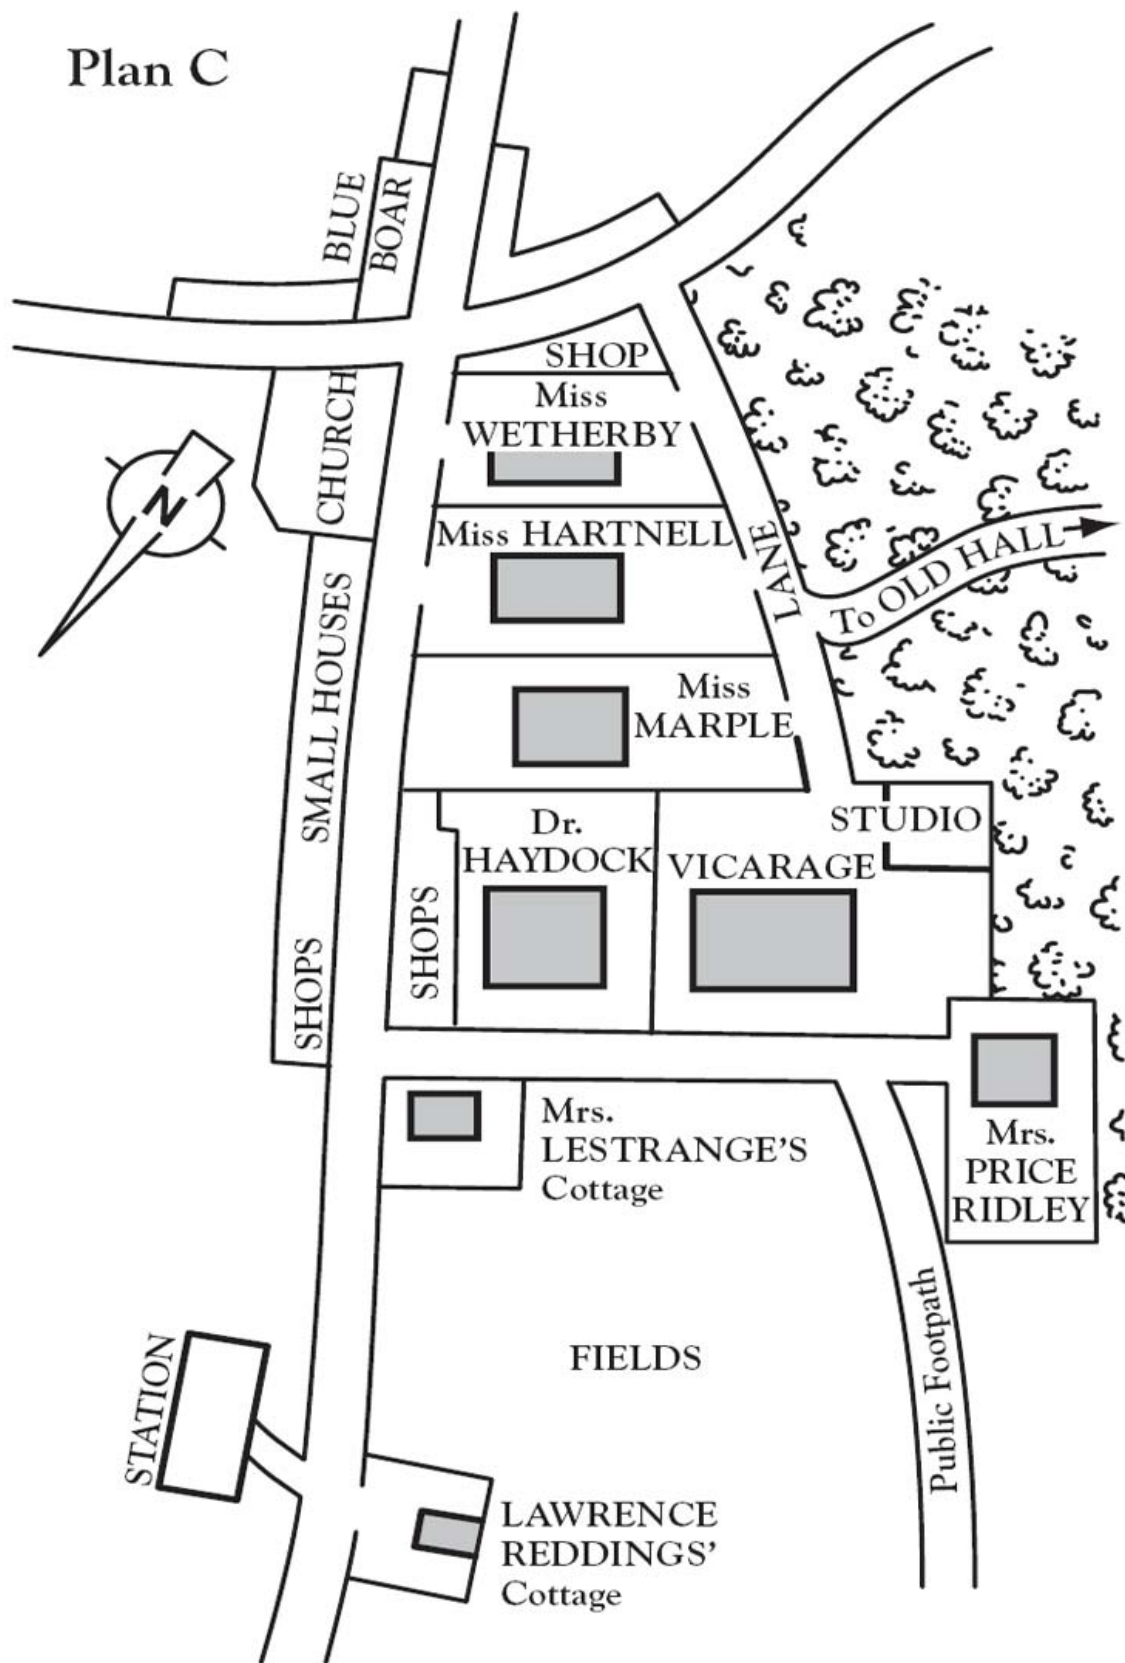 Plan C
BLUE
BOAR
SHOP
Miss
WETHERBY
CHURCH
N
Miss HARTNELL
LANE
To OLD HALL
SMALL HOUSES
Miss
MARPLE
STUDIO
Dr.
HAYDOCK
VICARAGE
SHOPS
SHOPS
Mrs.
LESTRANGE'S
Cottage
Mrs.
PRICE
RIDLEY
Public Footpath
FIELDS
STATION
LAWRENCE
REDDINGS'
Cottage